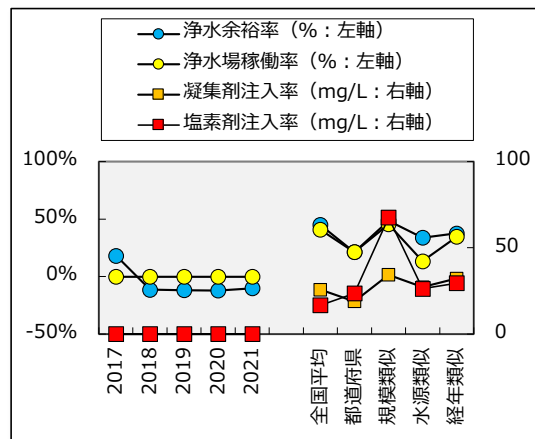 浄水余裕率（%：左軸）
浄水場稼働率（%：左軸）
凝集剤注入率（mg/L：右軸）
塩素剤注入率（mg/L：右軸）
100%
50%
0%
-50%
100
50
0
2017
2018
2019
2020
2021
全国平均
都道府県
規模類似
水源類似
経年類似